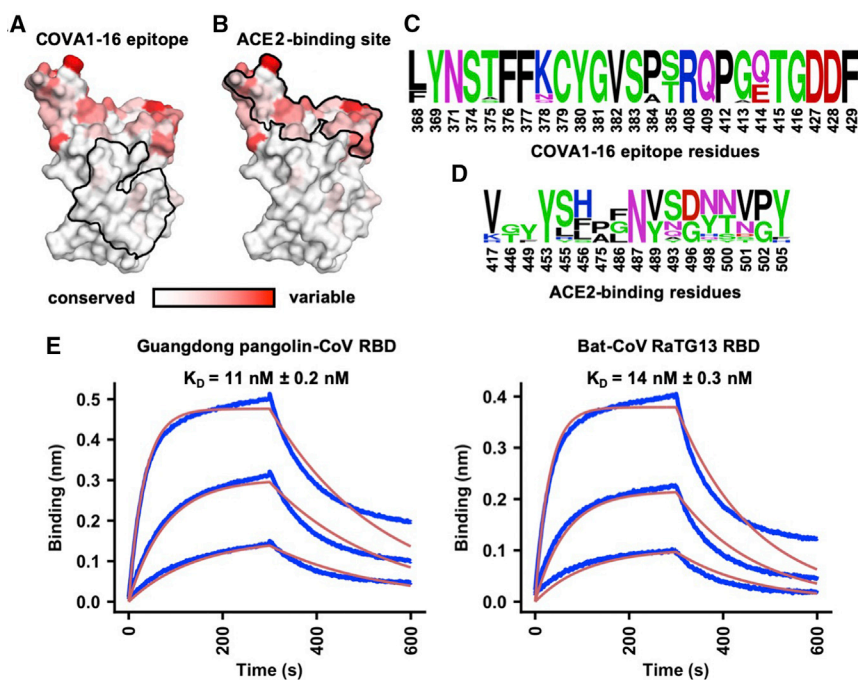 A
COVA1-16 epitope
B
ACE2-binding site
conserved
variable
C
LYNSTFFKCYGVSPSRQPGQTGDDF
368 369 371 374 375 376 377 378 379 380 381 382 383 384 385 408 409 412 413 414 415 416 427 428 429
COVA1-16 epitope residues
D
417 446 449 453 455 456 475 486 487 489 493 496 498 500 501 502 505
ACE2-binding residues
E
Guangdong pangolin-CoV RBD
K_D = 11 nM ± 0.2 nM
Binding (nm)
0.5
0.4
0.3
0.2
0.1
0.0
0
200
400
600
Time (s)
Bat-CoV RaTG13 RBD
K_D = 14 nM ± 0.3 nM
Binding (nm)
0.4
0.3
0.2
0.1
0.0
0
200
400
600
Time (s)